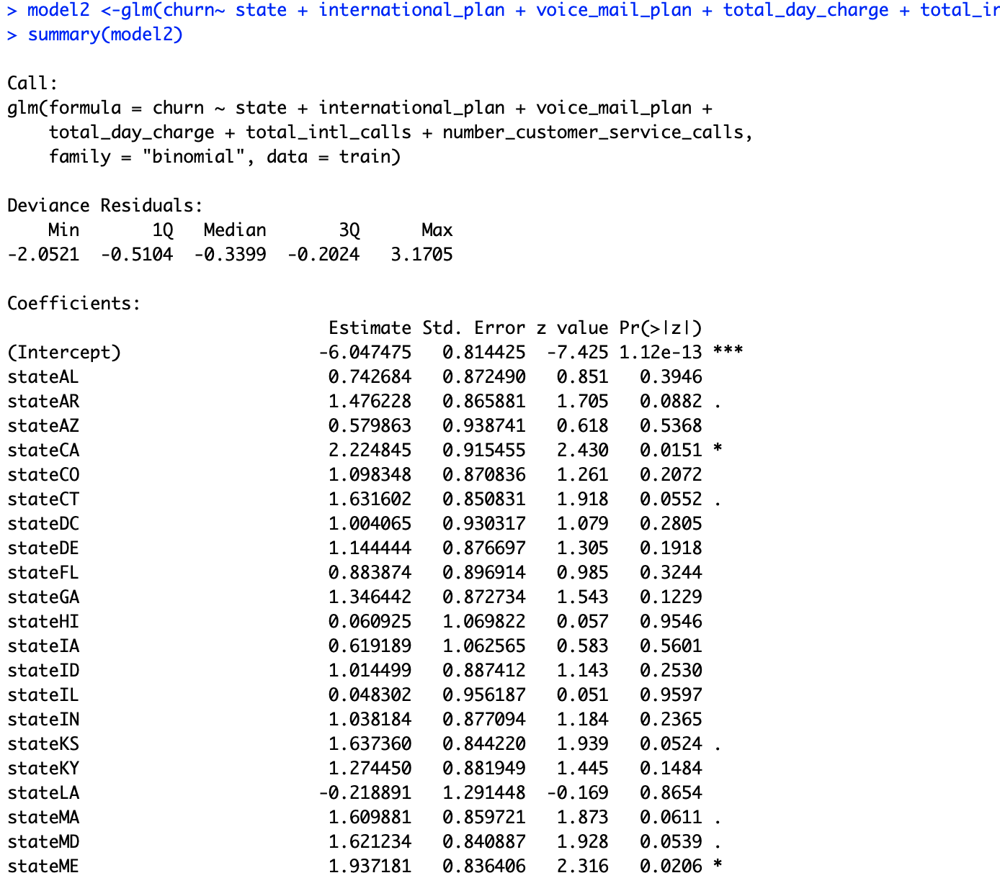 > model2 <-glm(churn~ state + international_plan + voice_mail_plan + total_day_charge + total_ir
> summary(model2)
Call:
glm(formula = churn ~ state + international_plan + voice_mail_plan +
    total_day_charge + total_intl_calls + number_customer_service_calls,
    family = "binomial", data = train)
Deviance Residuals:
    Min       1Q   Median       3Q      Max
-2.0521  -0.5104  -0.3399  -0.2024   3.1705
Coefficients:
                               Estimate Std. Error z value Pr(>|z|)
(Intercept)                   -6.047475   0.814425  -7.425 1.12e-13 ***
stateAL                        0.742684   0.872490   0.851   0.3946
stateAR                        1.476228   0.865881   1.705   0.0882 .
stateAZ                        0.579863   0.938741   0.618   0.5368
stateCA                        2.224845   0.915455   2.430   0.0151 *
stateCO                        1.098348   0.870836   1.261   0.2072
stateCT                        1.631602   0.850831   1.918   0.0552 .
stateDC                        1.004065   0.930317   1.079   0.2805
stateDE                        1.144444   0.876697   1.305   0.1918
stateFL                        0.883874   0.896914   0.985   0.3244
stateGA                        1.346442   0.872734   1.543   0.1229
stateHI                        0.060925   1.069822   0.057   0.9546
stateIA                        0.619189   1.062565   0.583   0.5601
stateID                        1.014499   0.887412   1.143   0.2530
stateIL                        0.048302   0.956187   0.051   0.9597
stateIN                        1.038184   0.877094   1.184   0.2365
stateKS                        1.637360   0.844220   1.939   0.0524 .
stateKY                        1.274450   0.881949   1.445   0.1484
stateLA                       -0.218891   1.291448  -0.169   0.8654
stateMA                        1.609881   0.859721   1.873   0.0611 .
stateMD                        1.621234   0.840887   1.928   0.0539 .
stateME                        1.937181   0.836406   2.316   0.0206 *